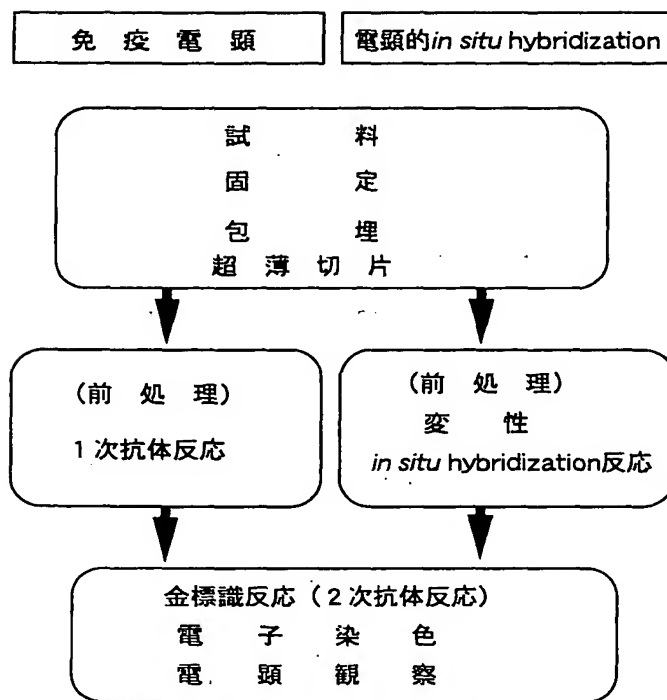 免疫電顕
電顕的in situ hybridization
試料
固定
包埋
超薄切片
(前処理)
1次抗体反応
(前処理)
変性
in situ hybridization反応
金標識反応(2次抗体反応)
電子染色
電顕観察